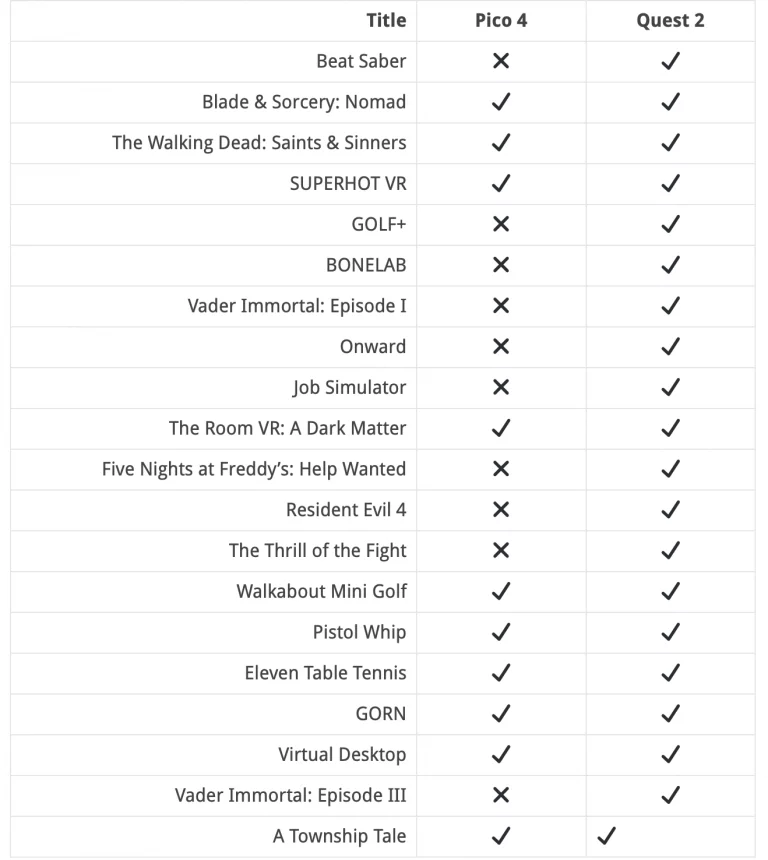 Title Pico 4 Quest 2
Beat Saber ✕ ✓
Blade & Sorcery: Nomad ✓ ✓
The Walking Dead: Saints & Sinners ✓ ✓
SUPERHOT VR ✓ ✓
GOLF+ ✕ ✓
BONELAB ✕ ✓
Vader Immortal: Episode I ✕ ✓
Onward ✕ ✓
Job Simulator ✕ ✓
The Room VR: A Dark Matter ✓ ✓
Five Nights at Freddy’s: Help Wanted ✕ ✓
Resident Evil 4 ✕ ✓
The Thrill of the Fight ✕ ✓
Walkabout Mini Golf ✓ ✓
Pistol Whip ✓ ✓
Eleven Table Tennis ✓ ✓
GORN ✓ ✓
Virtual Desktop ✓ ✓
Vader Immortal: Episode III ✕ ✓
A Township Tale ✓ ✓